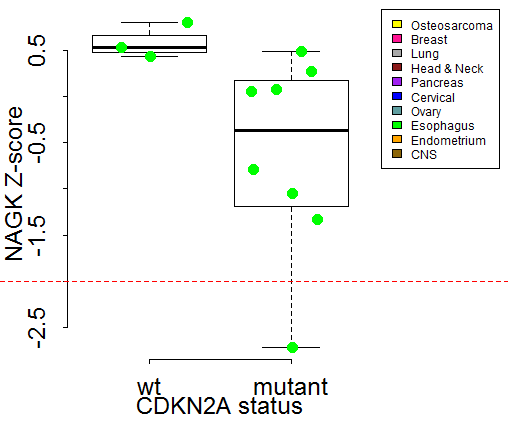 NAGK Z-score
0.5
-0.5
-1.5
-2.5
wt mutant
CDKN2A status
Osteosarcoma
Breast
Lung
Head & Neck
Pancreas
Cervical
Ovary
Esophagus
Endometrium
CNS